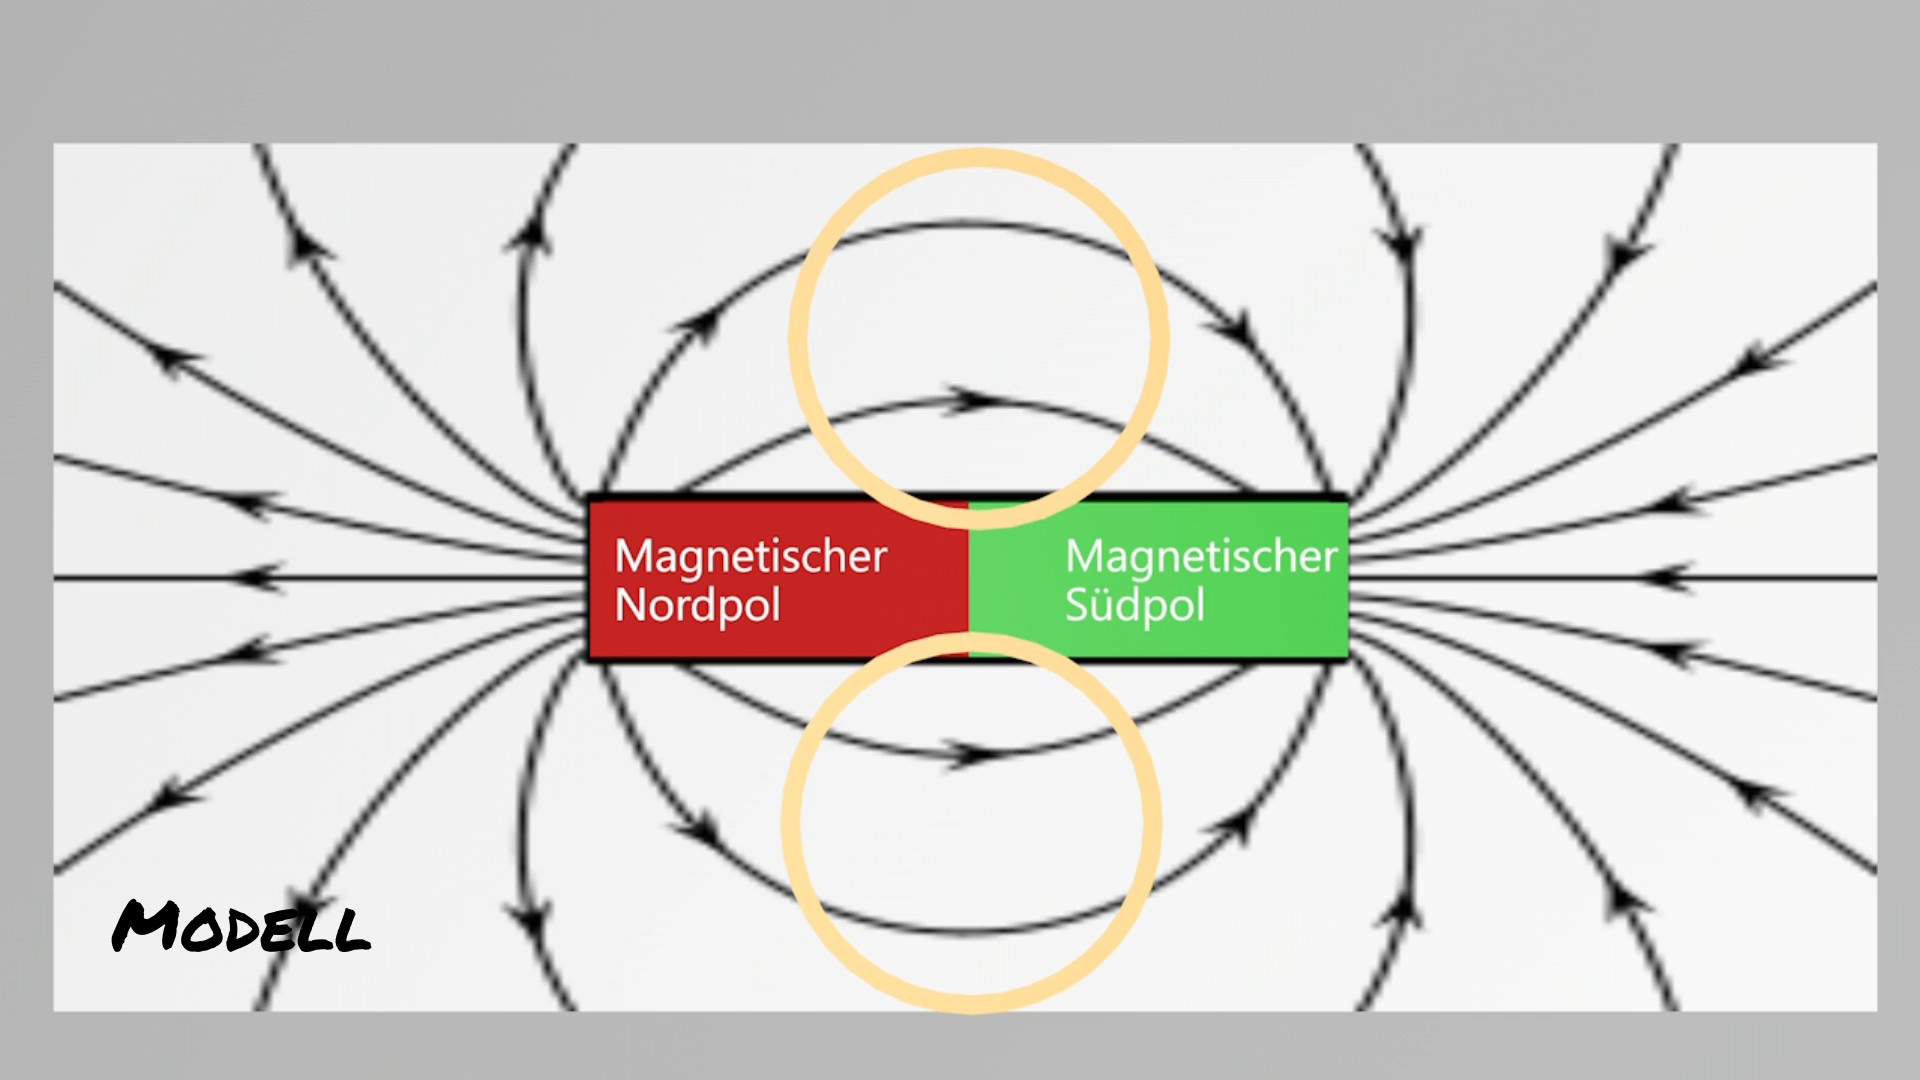 Magnetischer
Nordpol
Magnetischer
Südpol
Modell